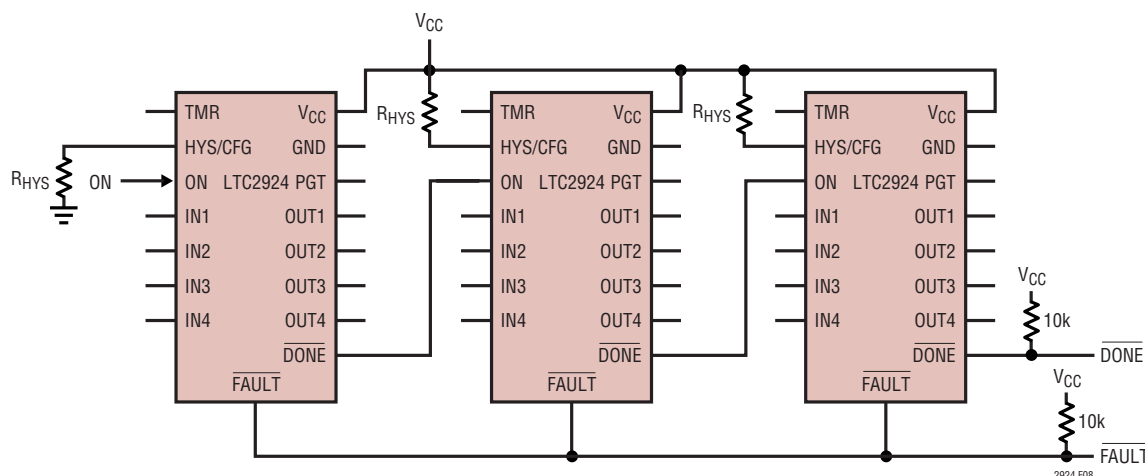 VCC
TMR
VCC
HYS/CFG
GND
ON
LTC2924 PGT
IN1
OUT1
IN2
OUT2
IN3
OUT3
IN4
OUT4
DONE
FAULT
RHYS
ON
RHYS
TMR
VCC
HYS/CFG
GND
ON
LTC2924 PGT
IN1
OUT1
IN2
OUT2
IN3
OUT3
IN4
OUT4
DONE
FAULT
RHYS
TMR
VCC
HYS/CFG
GND
ON
LTC2924 PGT
IN1
OUT1
IN2
OUT2
IN3
OUT3
IN4
OUT4
DONE
FAULT
VCC
10k
DONE
VCC
10k
FAULT
2924 F08